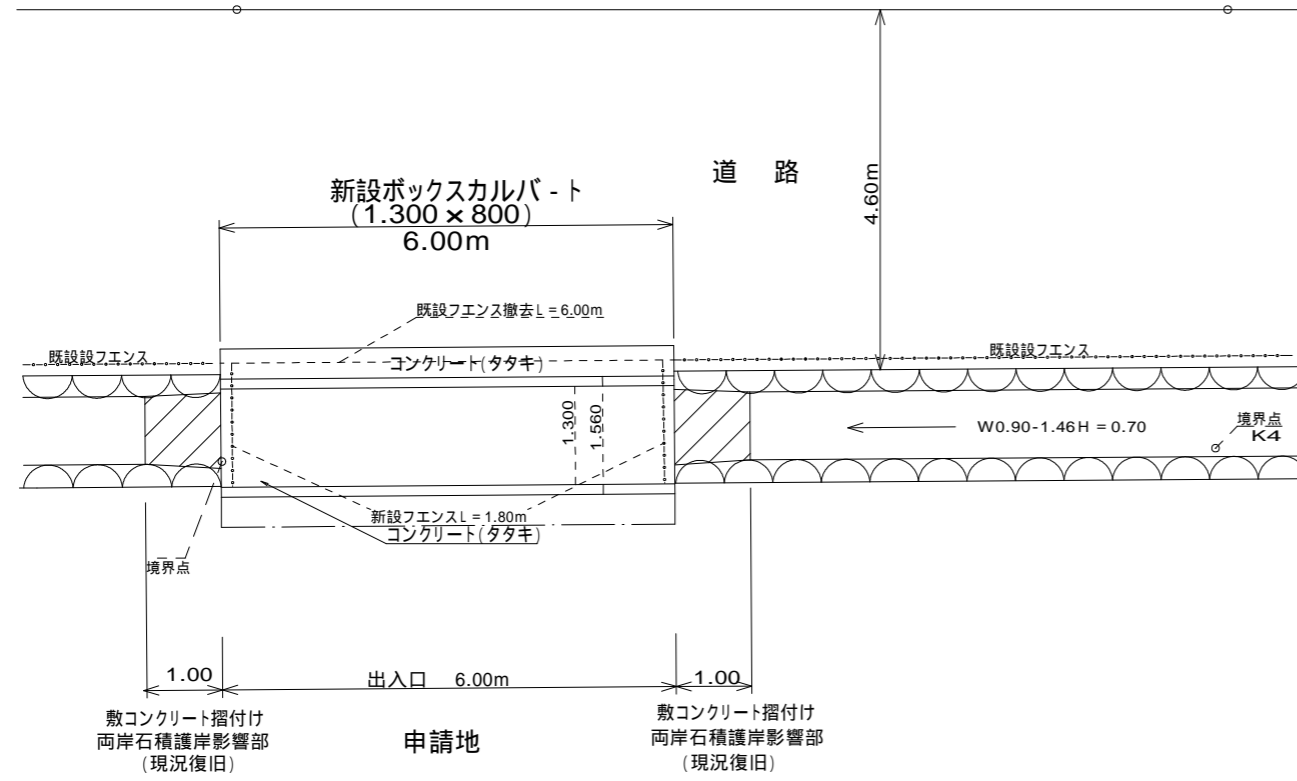 道 路
4.60m
新設ボックスカルバ-ト
(1.300×800)
6.00m
既設フエンス撤去L=6.00m
既設設フエンス
コンクリート(タタキ)
既設設フエンス
1.300
1.560
W0.90-1.46H=0.70
境界点
K4
新設フエンスL=1.80m
コンクリート(タタキ)
境界点
1.00
出入口 6.00m
1.00
敷コンクリート摺付け
両岸石積護岸影響部
(現況復旧)
申請地
敷コンクリート摺付け
両岸石積護岸影響部
(現況復旧)